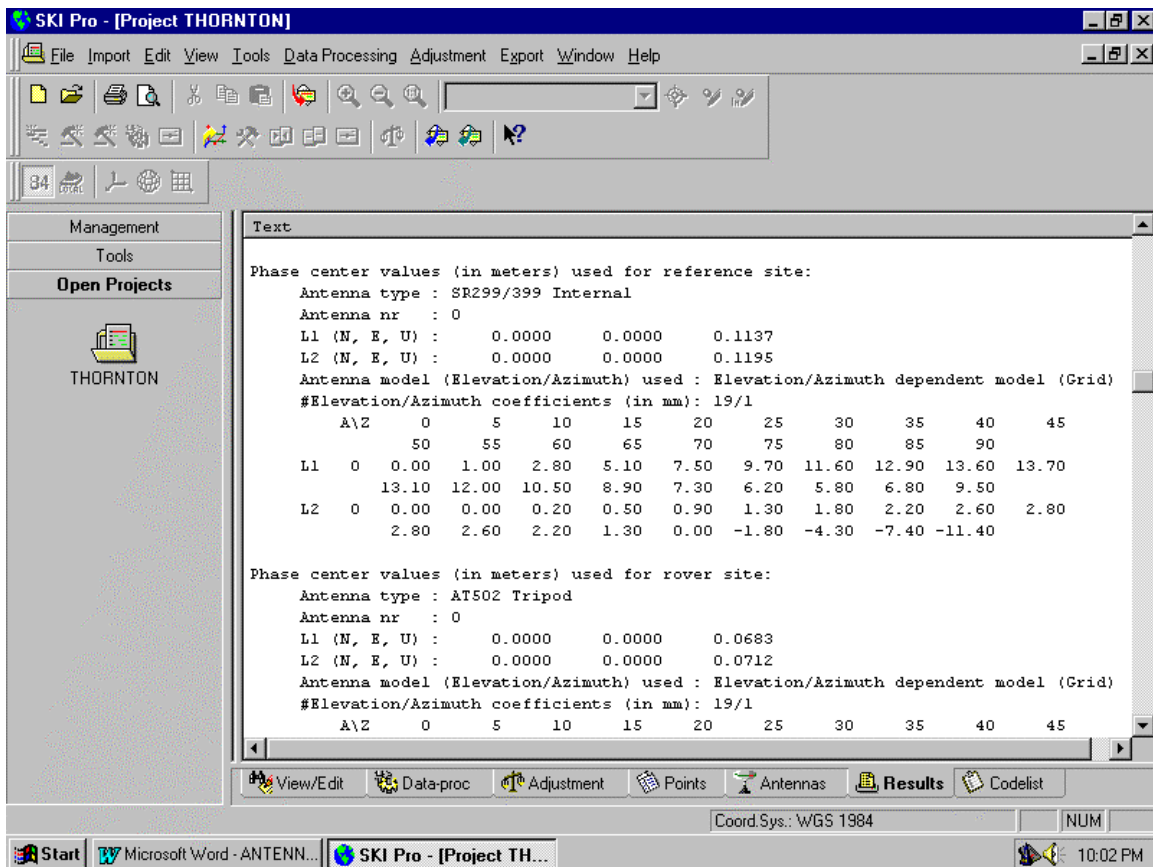 SKI Pro - [Project THORNTON]
File Import Edit View Tools Data Processing Adjustment Export Window Help
84 LOCAL
Management
Tools
Open Projects
THORNTON
Text
Phase center values (in meters) used for reference site:
Antenna type : SR299/399 Internal
Antenna nr : 0
L1 (N, E, U) : 0.0000 0.0000 0.1137
L2 (N, E, U) : 0.0000 0.0000 0.1195
Antenna model (Elevation/Azimuth) used : Elevation/Azimuth dependent model (Grid)
#Elevation/Azimuth coefficients (in mm): 19/1
A\Z 0 5 10 15 20 25 30 35 40 45
50 55 60 65 70 75 80 85 90
L1 0 0.00 1.00 2.80 5.10 7.50 9.70 11.60 12.90 13.60 13.70
13.10 12.00 10.50 8.90 7.30 6.20 5.80 6.80 9.50
L2 0 0.00 0.00 0.20 0.50 0.90 1.30 1.80 2.20 2.60 2.80
2.80 2.60 2.20 1.30 0.00 -1.80 -4.30 -7.40 -11.40
Phase center values (in meters) used for rover site:
Antenna type : AT502 Tripod
Antenna nr : 0
L1 (N, E, U) : 0.0000 0.0000 0.0683
L2 (N, E, U) : 0.0000 0.0000 0.0712
Antenna model (Elevation/Azimuth) used : Elevation/Azimuth dependent model (Grid)
#Elevation/Azimuth coefficients (in mm): 19/1
A\Z 0 5 10 15 20 25 30 35 40 45
View/Edit Data-proc Adjustment Points Antennas Results Codelist
Coord.Sys.: WGS 1984 NUM
Start Microsoft Word - ANTENN... SKI Pro - [Project TH... 10:02 PM